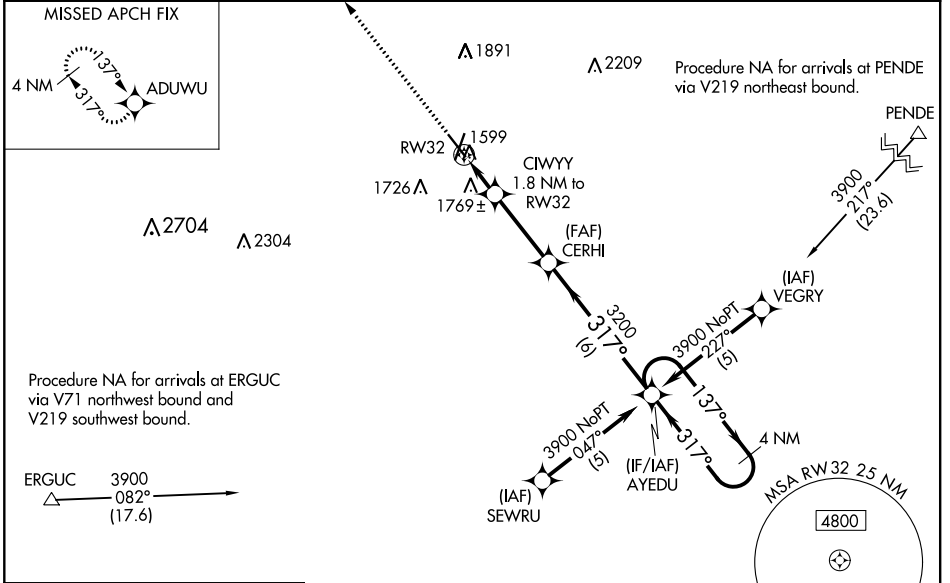 MISSED APCH FIX
4 NM
137°
317°
ADUWU
1891
2209
Procedure NA for arrivals at PENDE
via V219 northeast bound.
PENDE
3900
217°
(23.6)
RW32
1599
1726
1769±
CIWYY
1.8 NM to
RW32
2704
2304
(FAF)
CERHI
(IAF)
VEGRY
3200
317°
(6)
3900 NoPT
227°
(5)
Procedure NA for arrivals at ERGUC
via V71 northwest bound and
V219 southwest bound.
137°
317°
4 NM
3900 NoPT
047°
(5)
(IF/IAF)
AYEDU
(IAF)
SEWRU
ERGUC
3900
082°
(17.6)
MSA RW32 25 NM
4800